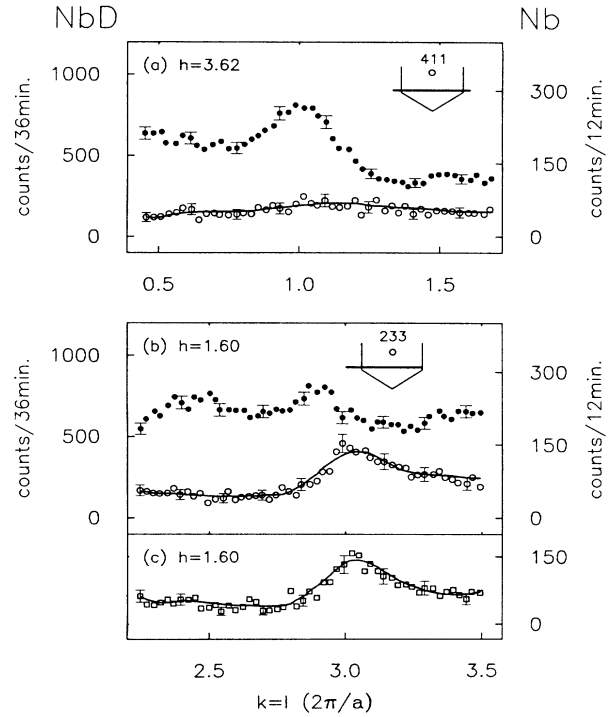 NbD Nb
(a) h=3.62 411
1000
500
0
counts/36min.
300
150
0
counts/12min.
0.5 1.0 1.5
(b) h=1.60 233
1000
500
0
counts/36min.
300
150
0
counts/12min.
(c) h=1.60
150
0
2.5 3.0 3.5
k=l (2π/a)